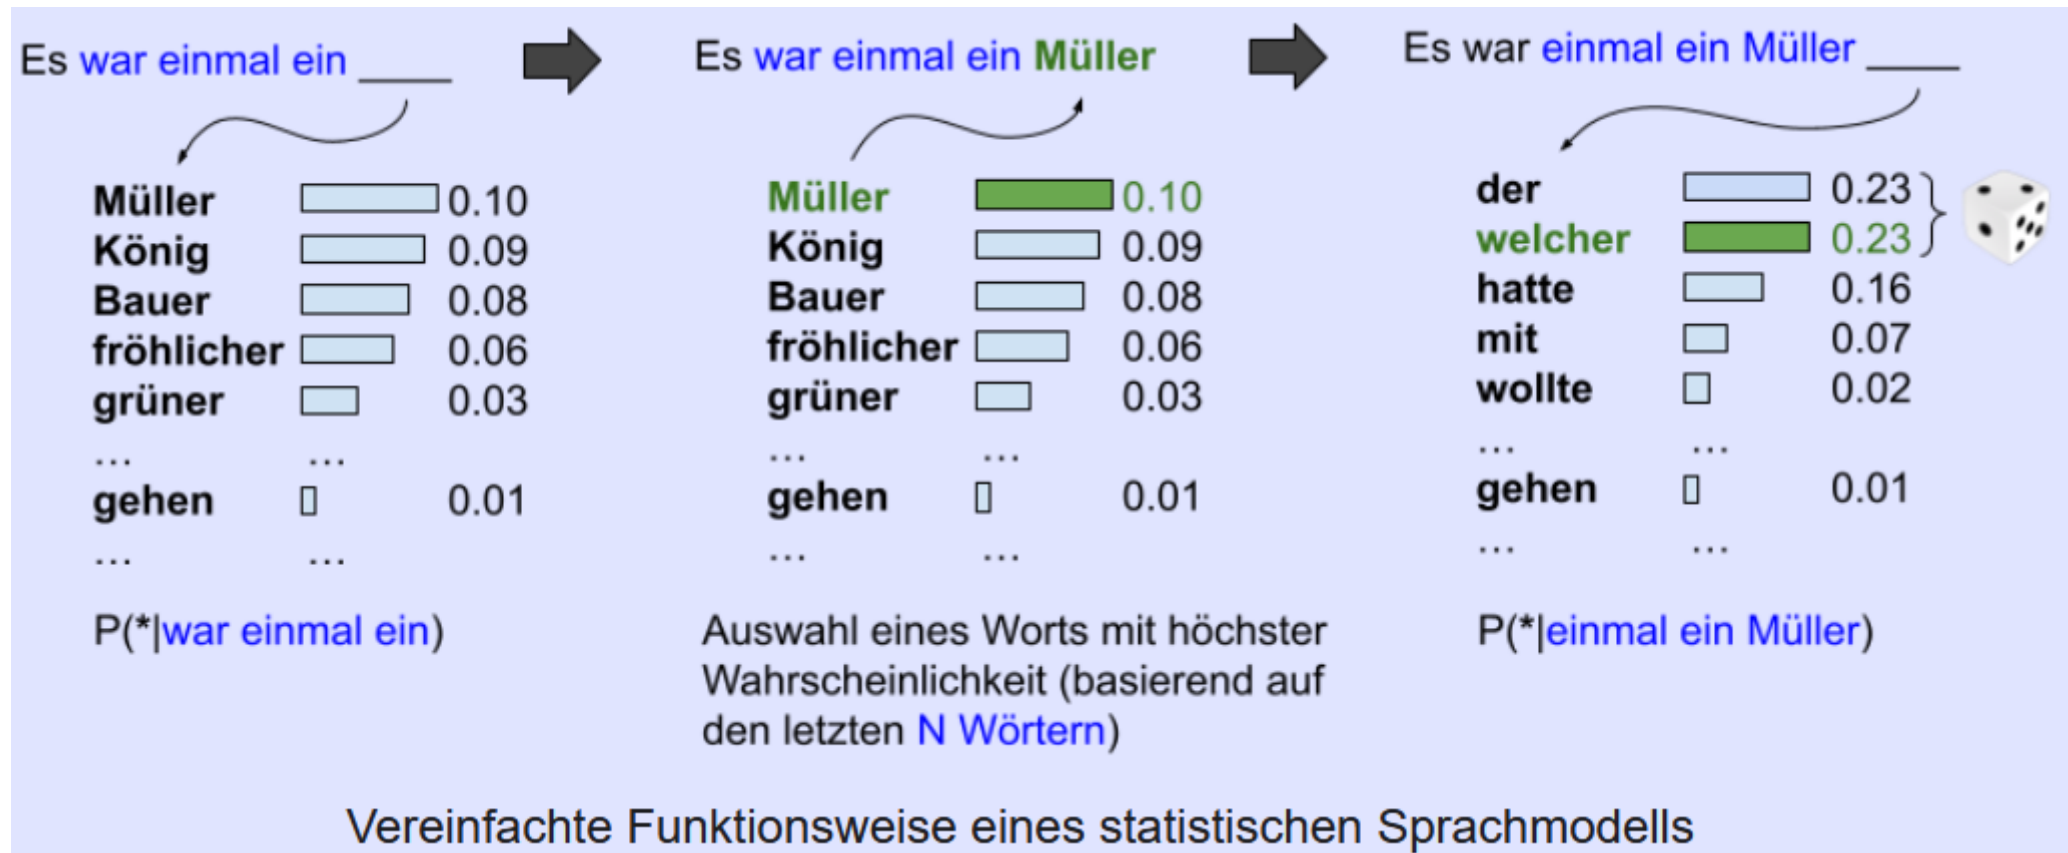 Es war einmal ein ____
Müller 0.10
König 0.09
Bauer 0.08
fröhlicher 0.06
grüner 0.03
... ...
gehen 0.01
... ...
P(*|war einmal ein)
Es war einmal ein Müller
Müller 0.10
König 0.09
Bauer 0.08
fröhlicher 0.06
grüner 0.03
... ...
gehen 0.01
... ...
Auswahl eines Worts mit höchster
Wahrscheinlichkeit (basierend auf
den letzten N Wörtern)
Es war einmal ein Müller ____
der 0.23
welcher 0.23
hatte 0.16
mit 0.07
wollte 0.02
... ...
gehen 0.01
... ...
P(*|einmal ein Müller)
Vereinfachte Funktionsweise eines statistischen Sprachmodells